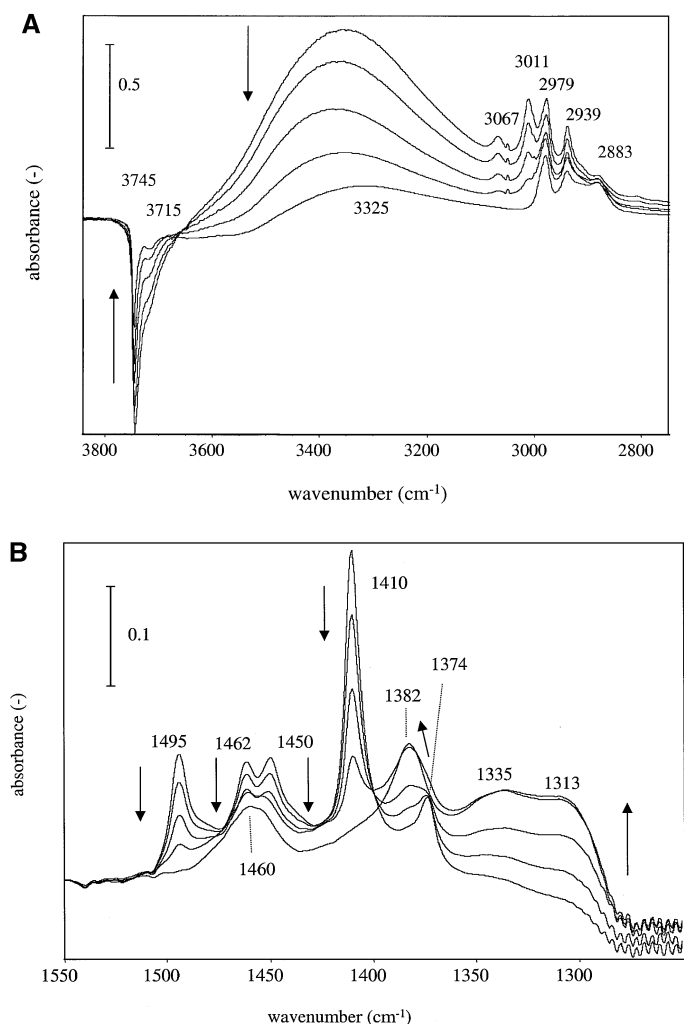 A
0.5
3011
2979
3067
2939
2883
3745
3715
3325
absorbance (-)
3800 3600 3400 3200 3000 2800
wavenumber (cm-1)
B
0.1
1410
1374
1382
1495 1462 1450
1335 1313
1460
absorbance (-)
1550 1500 1450 1400 1350 1300
wavenumber (cm-1)